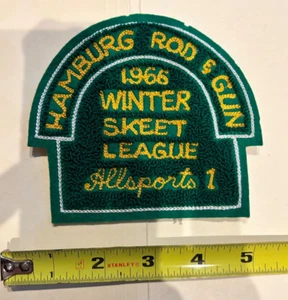 HAMBURG ROD & GUN
1966
WINTER
SKEET
LEAGUE
Allsports 1
1 2 3 4 5
STANLEY